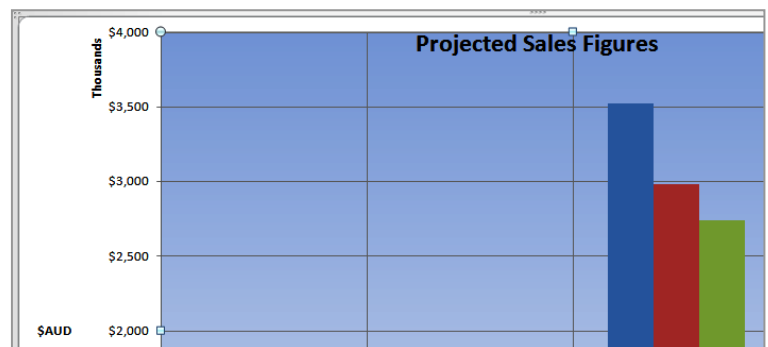 Projected Sales Figures
Thousands
$4,000
$3,500
$3,000
$2,500
$AUD
$2,000